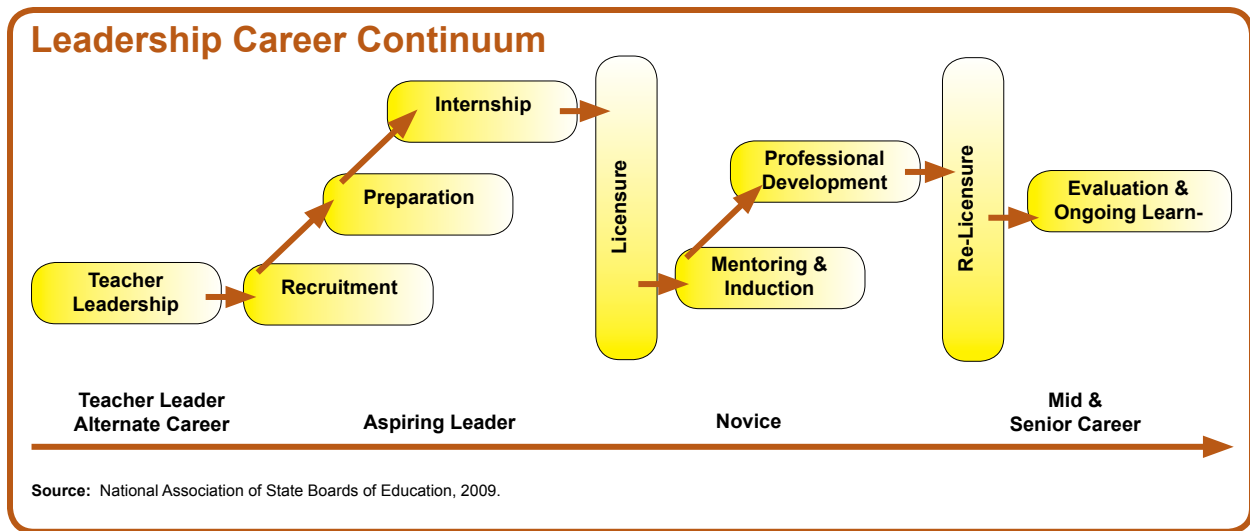 Leadership Career Continuum
Internship
Preparation
Teacher
Leadership
Recruitment
Licensure
Professional
Development
Mentoring &
Induction
Re-Licensure
Evaluation &
Ongoing Learn-
Teacher Leader
Alternate Career
Aspiring Leader
Novice
Mid &
Senior Career
Source: National Association of State Boards of Education, 2009.